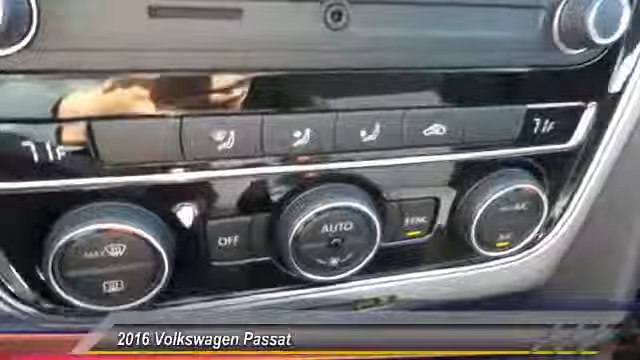 71F
71F
MAX
OFF
AUTO
SYNC
A/C
2016 Volkswagen Passat